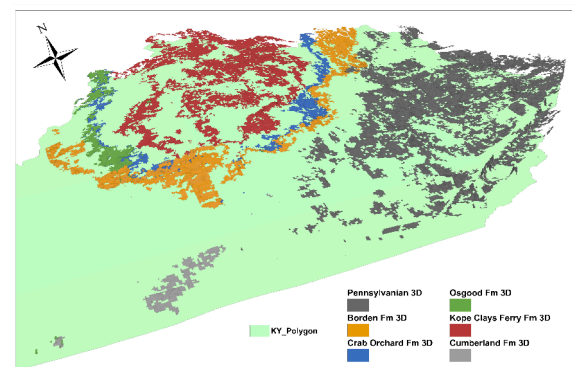 N
Pennsylvanian 3D
Osgood Fm 3D
Borden Fm 3D
Kope Clays Ferry Fm 3D
KY_Polygon
Crab Orchard Fm 3D
Cumberland Fm 3D